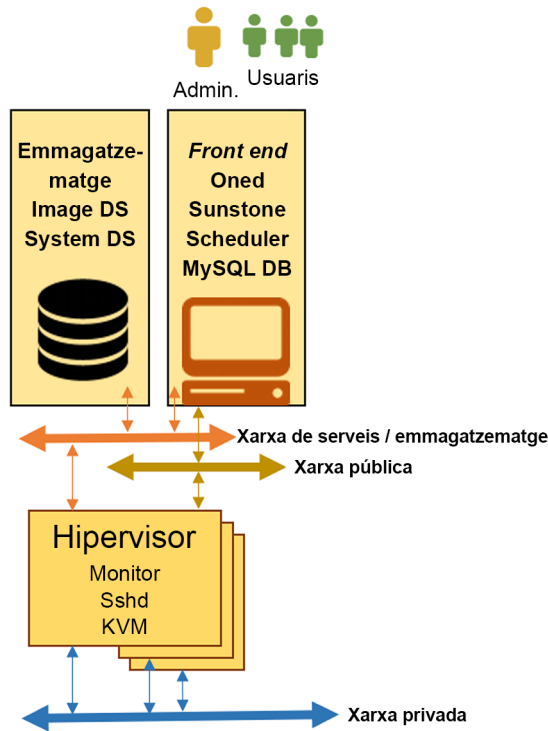 Admin.
Usuaris
Emmagatze-
matge
Image DS
System DS
Front end
Oned
Sunstone
Scheduler
MySQL DB
Xarxa de serveis / emmagatzematge
Xarxa pública
Hipervisor
Monitor
Sshd
KVM
Xarxa privada